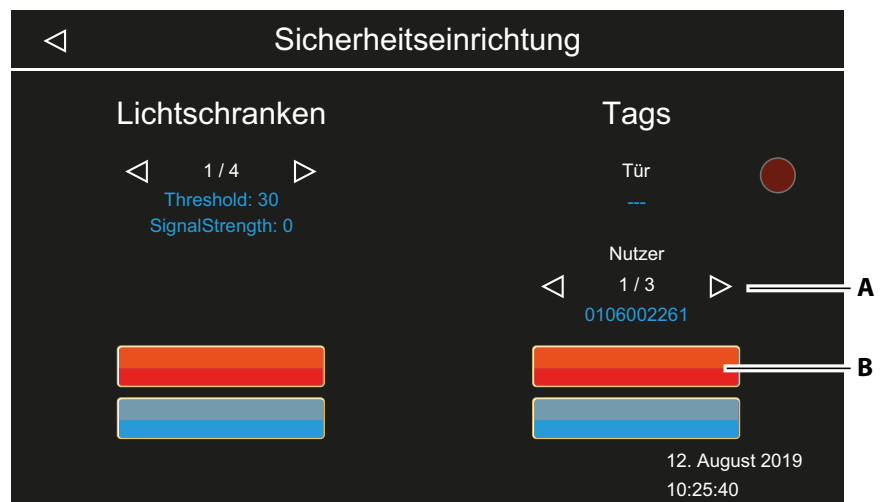 Sicherheitseinrichtung
Lichtschranken
1 / 4
Threshold: 30
SignalStrength: 0
Tags
Tür
---
Nutzer
1 / 3
0106002261
A
B
12. August 2019
10:25:40